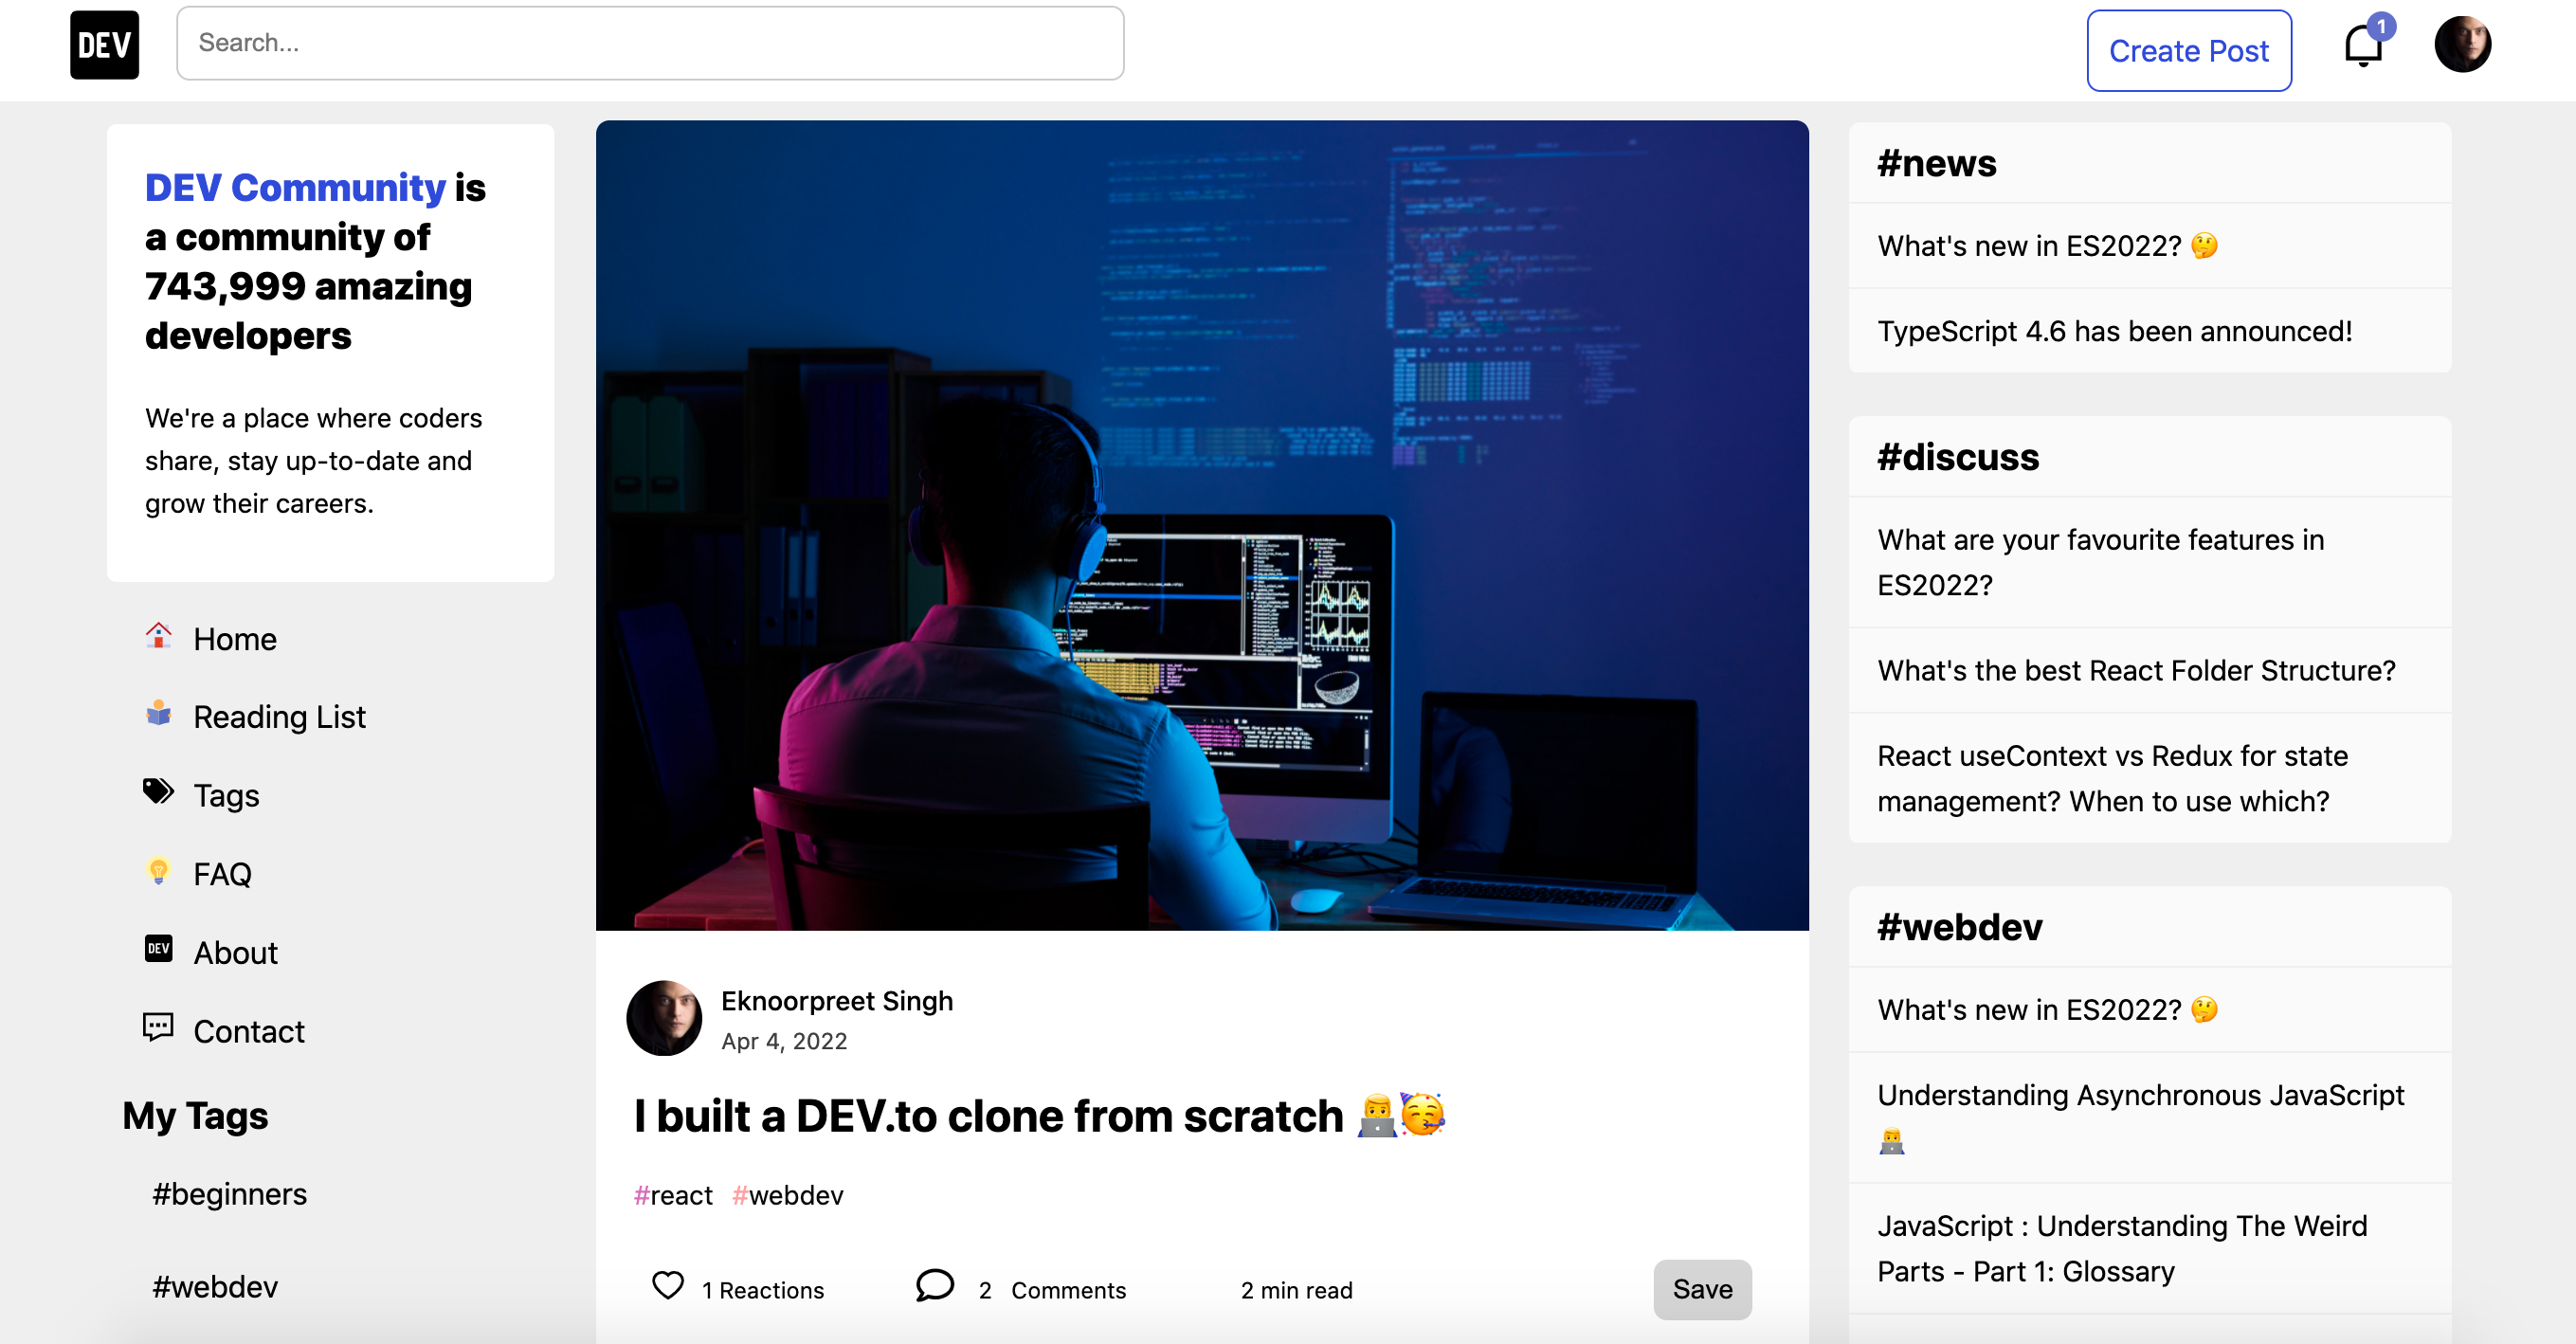 DEV
Search...
Create Post
1
DEV Community is
a community of
743,999 amazing
developers
We're a place where coders
share, stay up-to-date and
grow their careers.
Home
Reading List
Tags
FAQ
DEV
About
Contact
My Tags
#beginners
#webdev
Eknoorpreet Singh
Apr 4, 2022
I built a DEV.to clone from scratch 👨‍💻🥳
#react #webdev
1 Reactions
2 Comments
2 min read
Save
#news
What's new in ES2022? 🤔
TypeScript 4.6 has been announced!
#discuss
What are your favourite features in
ES2022?
What's the best React Folder Structure?
React useContext vs Redux for state
management? When to use which?
#webdev
What's new in ES2022? 🤔
Understanding Asynchronous JavaScript
👨‍💻
JavaScript : Understanding The Weird
Parts - Part 1: Glossary